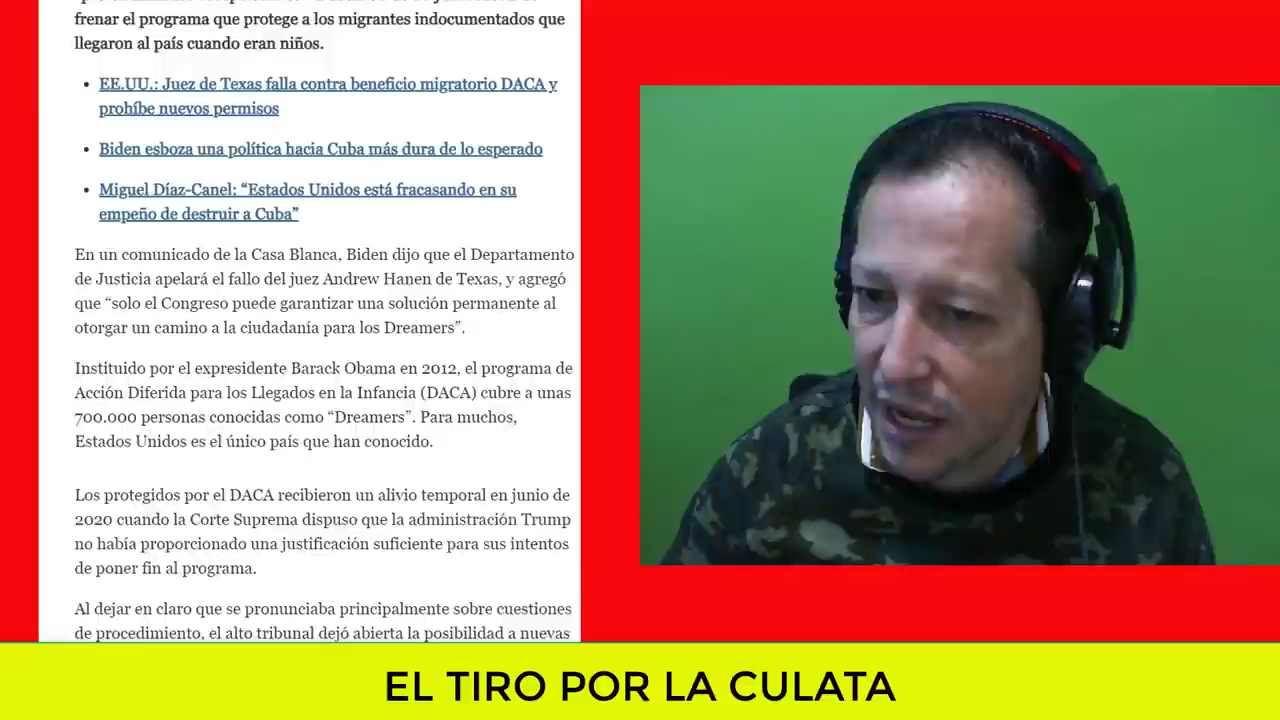 frenar el programa que protege a los migrantes indocumentados que
llegaron al país cuando eran niños.
EE.UU.: Juez de Texas falla contra beneficio migratorio DACA y
prohíbe nuevos permisos
Biden esboza una política hacia Cuba más dura de lo esperado
Miguel Díaz-Canel: “Estados Unidos está fracasando en su
empeño de destruir a Cuba”
En un comunicado de la Casa Blanca, Biden dijo que el Departamento
de Justicia apelará el fallo del juez Andrew Hanen de Texas, y agregó
que “solo el Congreso puede garantizar una solución permanente al
otorgar un camino a la ciudadanía para los Dreamers”.
Instituido por el expresidente Barack Obama en 2012, el programa de
Acción Diferida para los Llegados en la Infancia (DACA) cubre a unas
700.000 personas conocidas como “Dreamers”. Para muchos,
Estados Unidos es el único país que han conocido.
Los protegidos por el DACA recibieron un alivio temporal en junio de
2020 cuando la Corte Suprema dispuso que la administración Trump
no había proporcionado una justificación suficiente para sus intentos
de poner fin al programa.
Al dejar en claro que se pronunciaba principalmente sobre cuestiones
de procedimiento, el alto tribunal dejó abierta la posibilidad a nuevas
EL TIRO POR LA CULATA